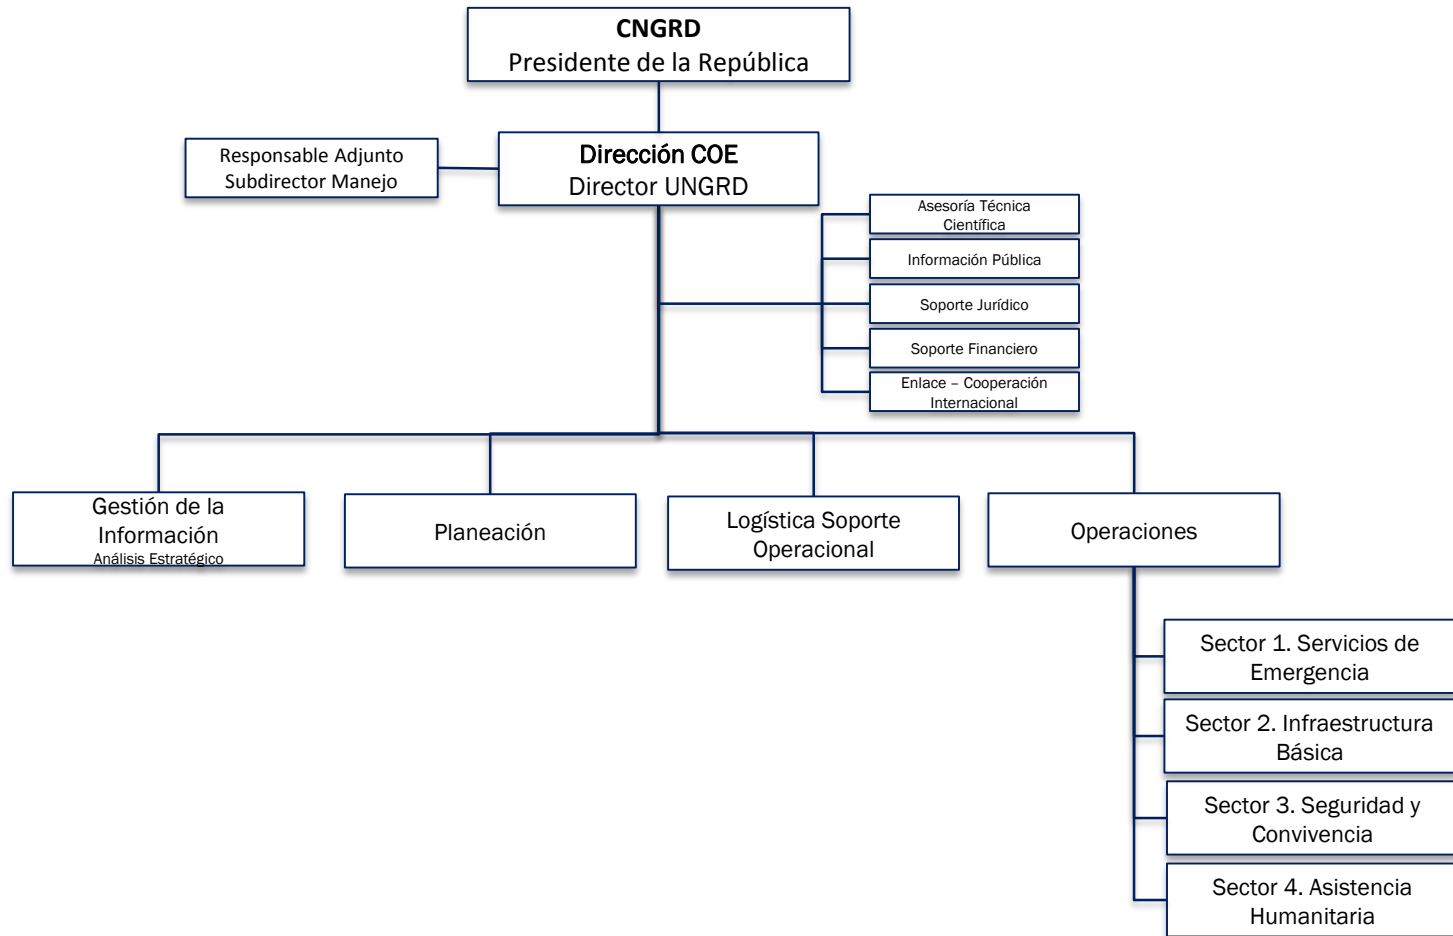 CNGRD
Presidente de la República
Responsable Adjunto
Subdirector Manejo
Dirección COE
Director UNGRD
Asesoría Técnica
Científica
Información Pública
Soporte Jurídico
Soporte Financiero
Enlace – Cooperación
Internacional
Gestión de la
Información
Análisis Estratégico
Planeación
Logística Soporte
Operacional
Operaciones
Sector 1. Servicios de
Emergencia
Sector 2. Infraestructura
Básica
Sector 3. Seguridad y
Convivencia
Sector 4. Asistencia
Humanitaria